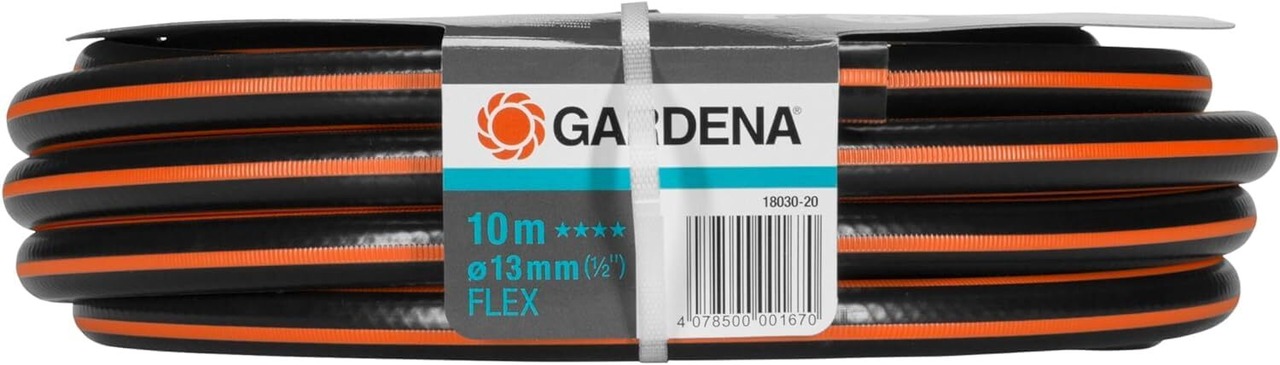 GARDENA®
18030-20
10m ★★★★
ø13mm (½")
FLEX
4 078500 001670